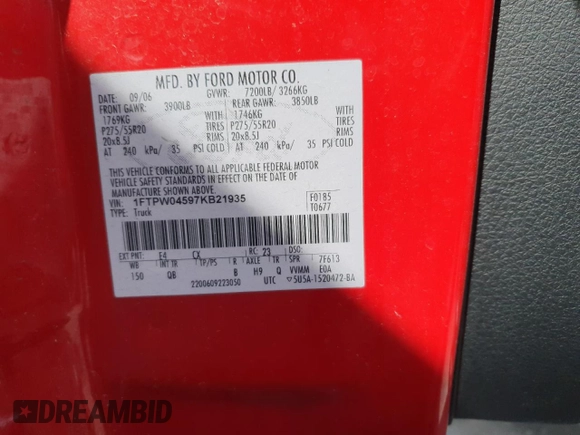 MFD. BY FORD MOTOR CO.
DATE: 09/06 GVWR: 7200LB/ 3266KG
FRONT GAWR: 3900LB REAR GAWR: 3850LB
1769KG WITH 1746KG WITH
P275/55R20 TIRES P275/55R20 TIRES
20x8.5J RIMS 20x8.5J RIMS
AT 240 kPa/ 35 PSI COLD AT 240 kPa/ 35 PSI COLD
THIS VEHICLE CONFORMS TO ALL APPLICABLE FEDERAL MOTOR
VEHICLE SAFETY STANDARDS IN EFFECT ON THE DATE OF
MANUFACTURE SHOWN ABOVE.
VIN: 1FTPW04597KB21935 F0185
TYPE: Truck T0677
EXT PNT: E4 CX RC: 23 DSO:
WB INT TR TP/PS R AXLE TR SPR 7F613
150 QB B H9 Q VVMM E0A
2200609223050 UTC 5U5A-1520472-BA
DREAMBID